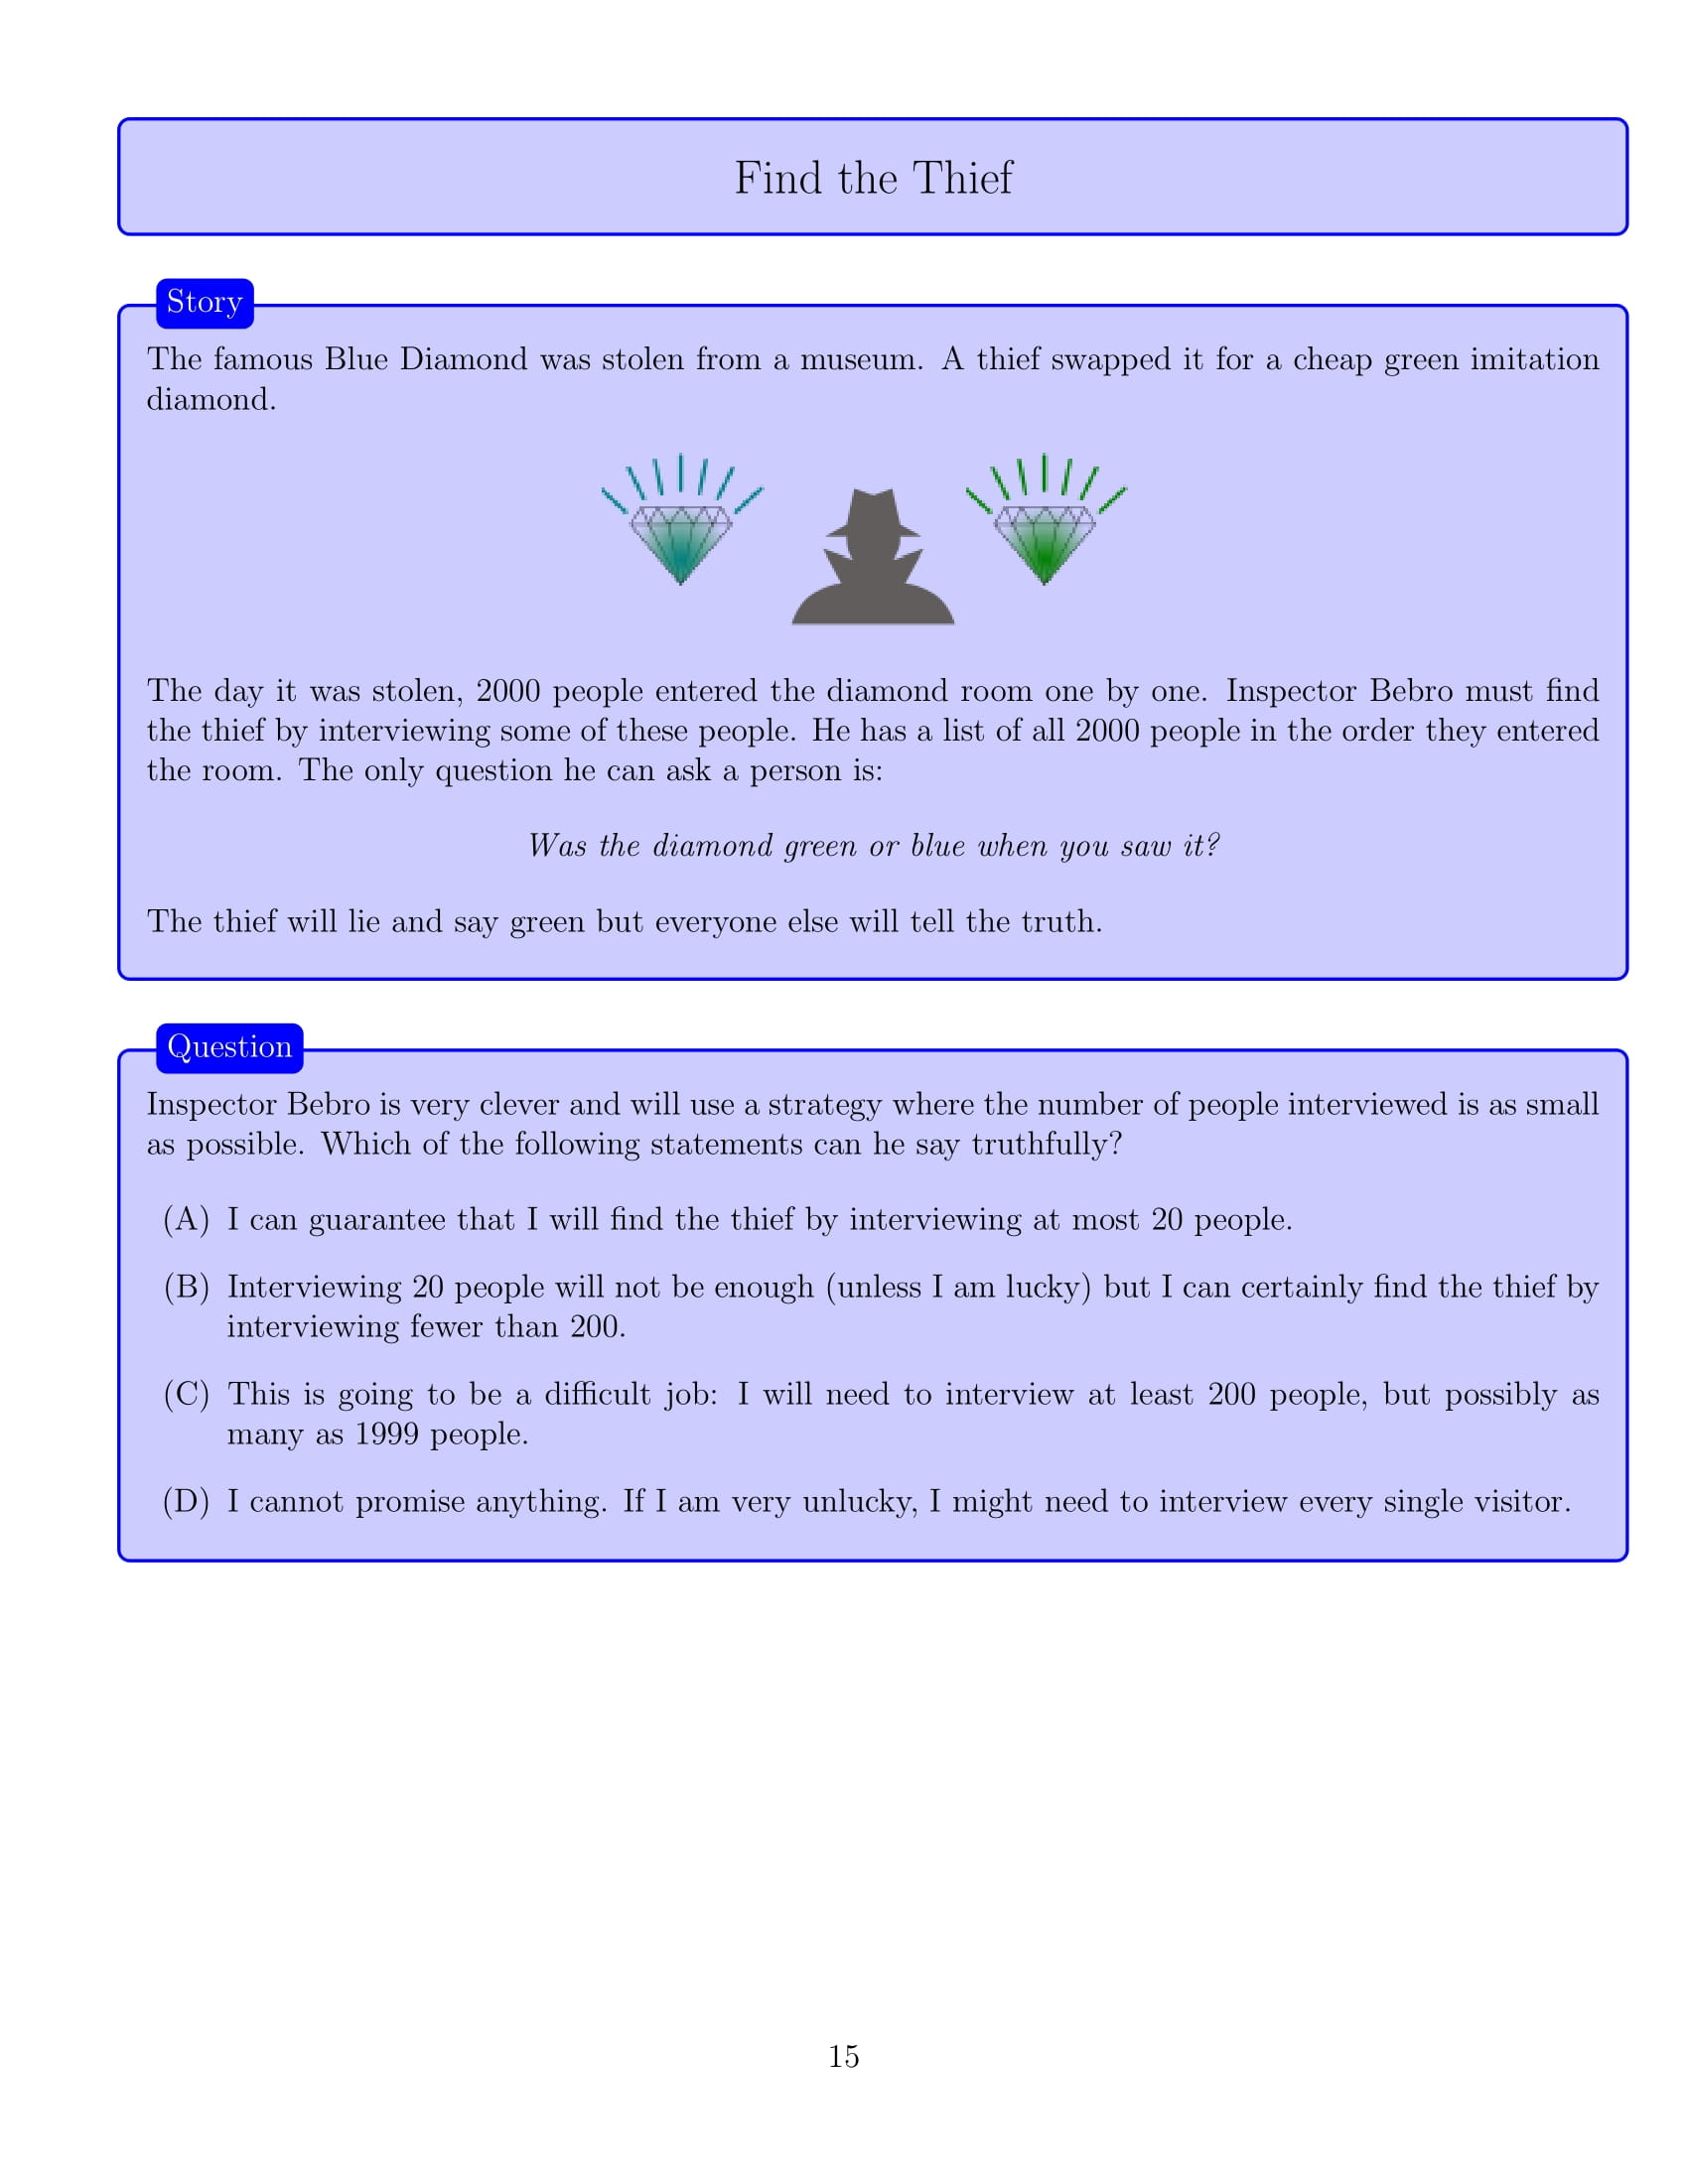 Find the Thief
Story
The famous Blue Diamond was stolen from a museum. A thief swapped it for a cheap green imitation
diamond.
The day it was stolen, 2000 people entered the diamond room one by one. Inspector Bebro must find
the thief by interviewing some of these people. He has a list of all 2000 people in the order they entered
the room. The only question he can ask a person is:
Was the diamond green or blue when you saw it?
The thief will lie and say green but everyone else will tell the truth.
Question
Inspector Bebro is very clever and will use a strategy where the number of people interviewed is as small
as possible. Which of the following statements can he say truthfully?
(A) I can guarantee that I will find the thief by interviewing at most 20 people.
(B) Interviewing 20 people will not be enough (unless I am lucky) but I can certainly find the thief by
interviewing fewer than 200.
(C) This is going to be a difficult job: I will need to interview at least 200 people, but possibly as
many as 1999 people.
(D) I cannot promise anything. If I am very unlucky, I might need to interview every single visitor.
15